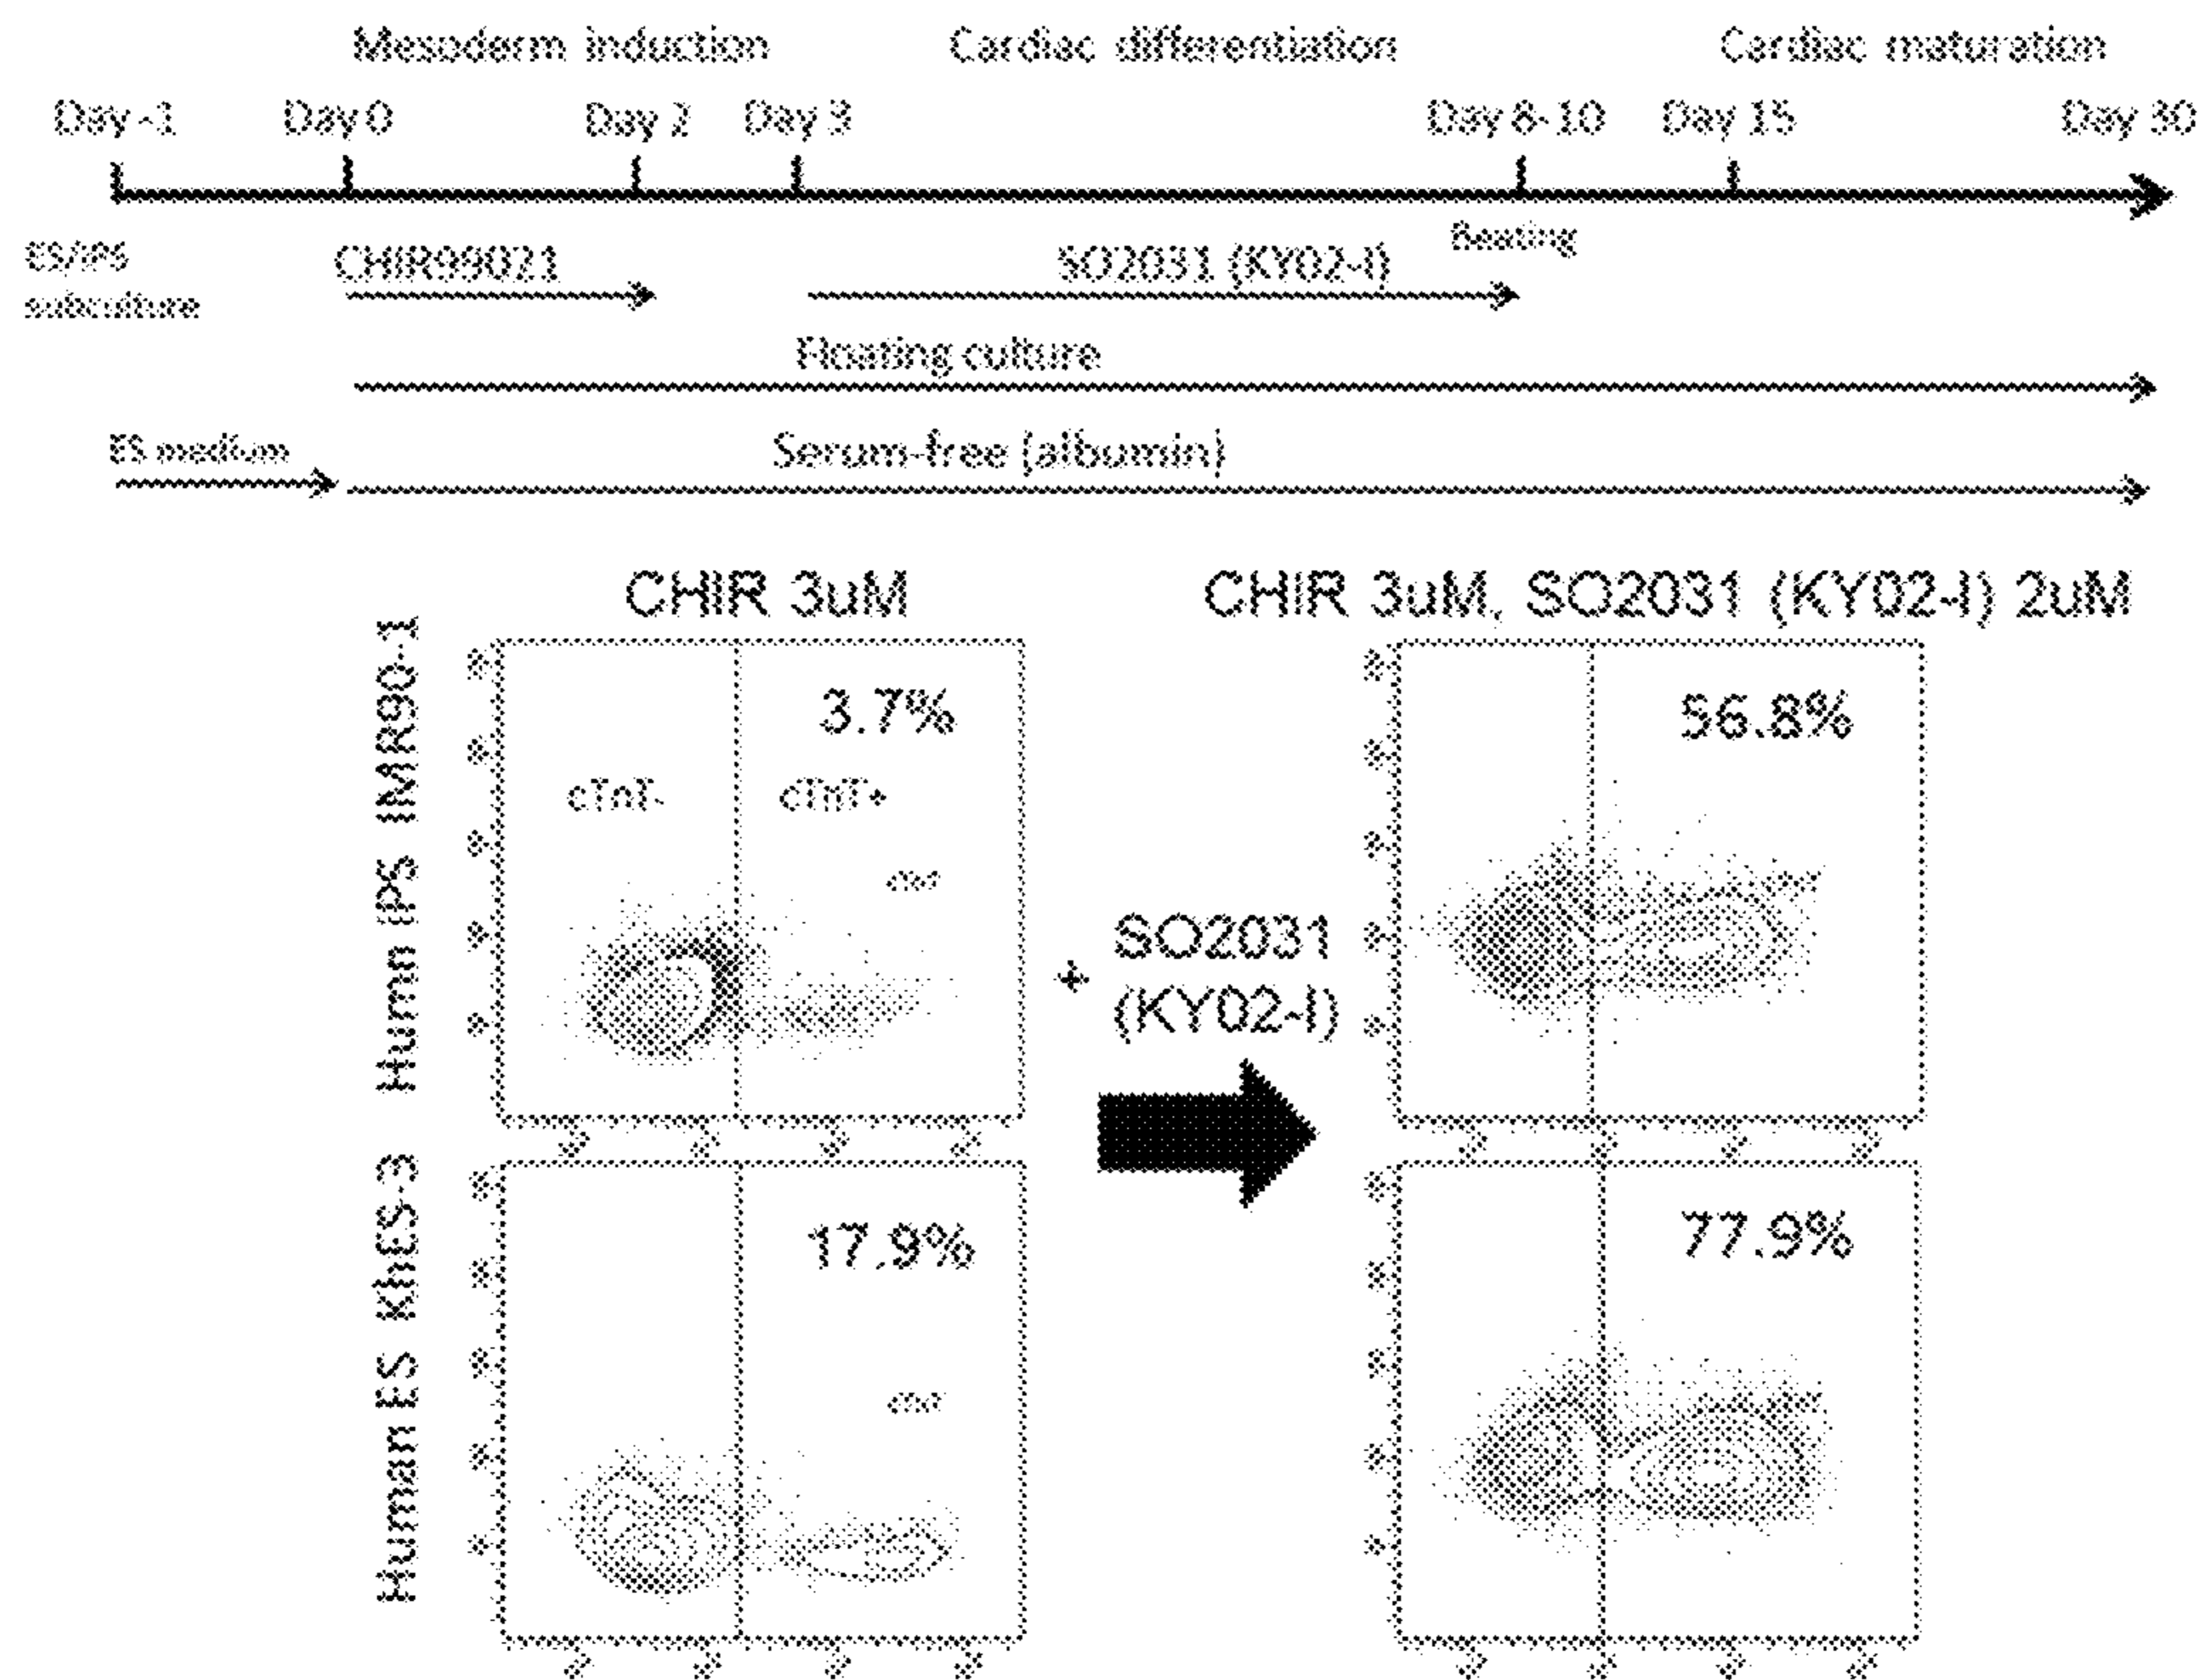 Mesoderm induction Cardiac differentiation Cardiac maturation
Day -1 Day 0 Day 2 Day 3 Day 8-10 Day 15 Day 30
ES/iPS
subculture
CHIR99021
SO2031 (KY02-I)
Beating
Floating culture
ES medium
Serum-free (albumin)
CHIR 3uM
CHIR 3uM, SO2031 (KY02-I) 2uM
Humn iPS IMR90-1
3.7%
cTnT-
cTnT+
56.8%
+ SO2031
(KY02-I)
Human ES KhES-3
17.9%
77.9%